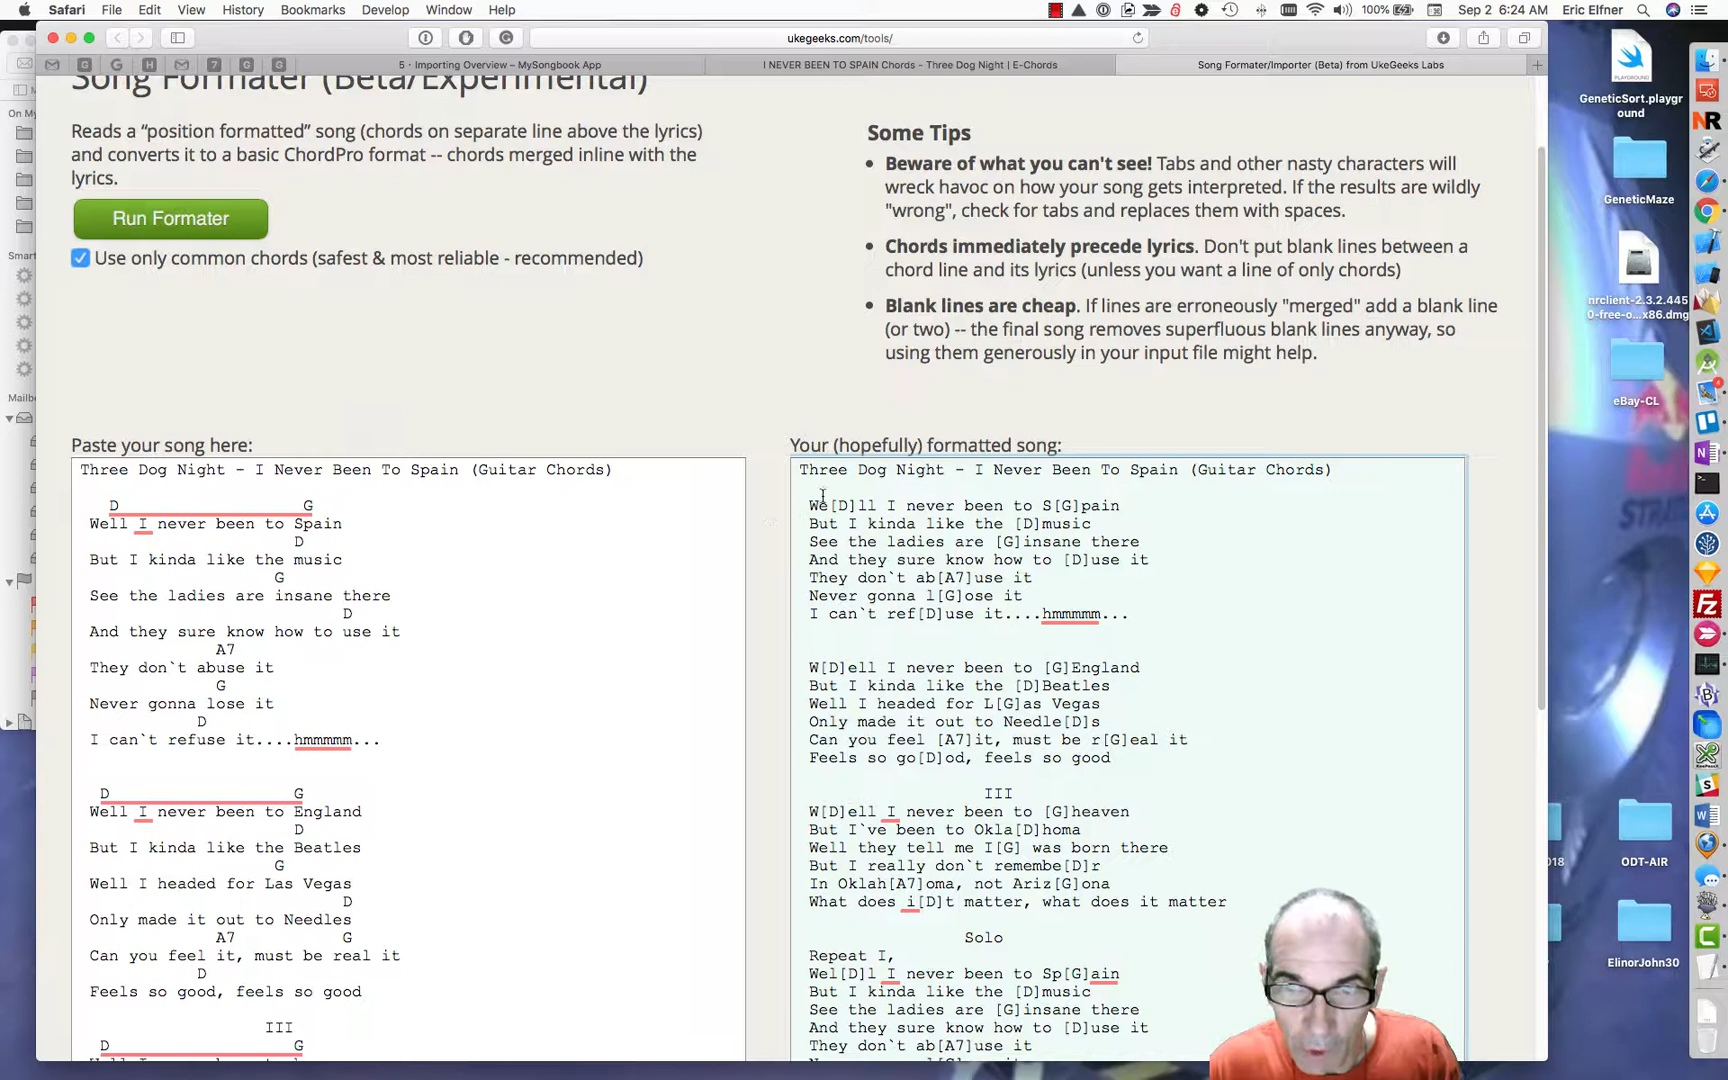 Safari File Edit View History Bookmarks Develop Window Help 100% Sep 2 6:24 AM Eric Elfner
ukegeeks.com/tools/
5 · Importing Overview – MySongbook App I NEVER BEEN TO SPAIN Chords - Three Dog Night | E-Chords Song Formater/Importer (Beta) from UkeGeeks Labs
Song Formater (Beta/Experimental)
Reads a “position formatted” song (chords on separate line above the lyrics)
and converts it to a basic ChordPro format -- chords merged inline with the
lyrics.
Run Formater
Use only common chords (safest & most reliable - recommended)
Some Tips
Beware of what you can't see! Tabs and other nasty characters will
wreck havoc on how your song gets interpreted. If the results are wildly
"wrong", check for tabs and replaces them with spaces.
Chords immediately precede lyrics. Don't put blank lines between a
chord line and its lyrics (unless you want a line of only chords)
Blank lines are cheap. If lines are erroneously "merged" add a blank line
(or two) -- the final song removes superfluous blank lines anyway, so
using them generously in your input file might help.
Paste your song here:
Three Dog Night - I Never Been To Spain (Guitar Chords)
D G
Well I never been to Spain
D
But I kinda like the music
G
See the ladies are insane there
D
And they sure know how to use it
A7
They don`t abuse it
G
Never gonna lose it
D
I can`t refuse it....hmmmmm...
D G
Well I never been to England
D
But I kinda like the Beatles
G
Well I headed for Las Vegas
D
Only made it out to Needles
A7 G
Can you feel it, must be real it
D
Feels so good, feels so good
III
D G
Your (hopefully) formatted song:
Three Dog Night - I Never Been To Spain (Guitar Chords)
We[D]ll I never been to S[G]pain
But I kinda like the [D]music
See the ladies are [G]insane there
And they sure know how to [D]use it
They don`t ab[A7]use it
Never gonna l[G]ose it
I can`t ref[D]use it....hmmmmm...
W[D]ell I never been to [G]England
But I kinda like the [D]Beatles
Well I headed for L[G]as Vegas
Only made it out to Needle[D]s
Can you feel [A7]it, must be r[G]eal it
Feels so go[D]od, feels so good
III
W[D]ell I never been to [G]heaven
But I`ve been to Okla[D]homa
Well they tell me I[G] was born there
But I really don`t remembe[D]r
In Oklah[A7]oma, not Ariz[G]ona
What does i[D]t matter, what does it matter
Solo
Repeat I,
Wel[D]l I never been to Sp[G]ain
But I kinda like the [D]music
See the ladies are [G]insane there
And they sure know how to [D]use it
They don`t ab[A7]use it
GeneticSort.playgr
ound
GeneticMaze
nrclient-2.3.2.445
0-free-o...x86.dmg
eBay-CL
ODT-AIR
ElinorJohn30
On My
Smar
Mailbo